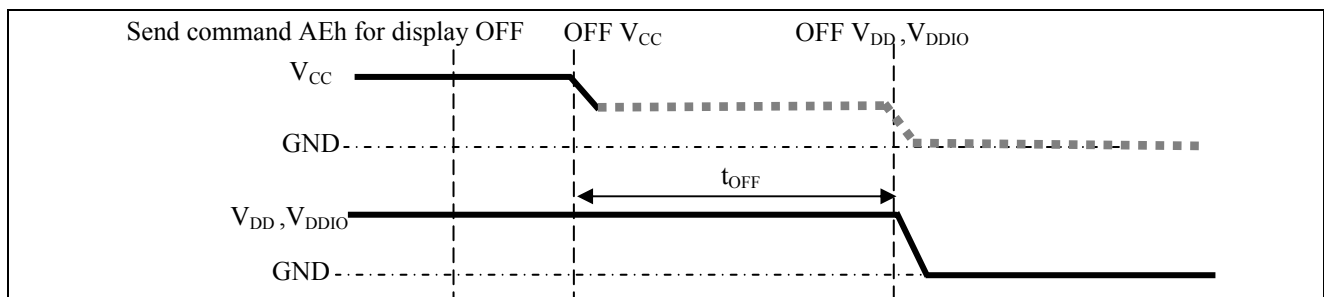 Send command AEh for display OFF OFF VCC OFF VDD ,VDDIO
VCC
GND
tOFF
VDD ,VDDIO
GND